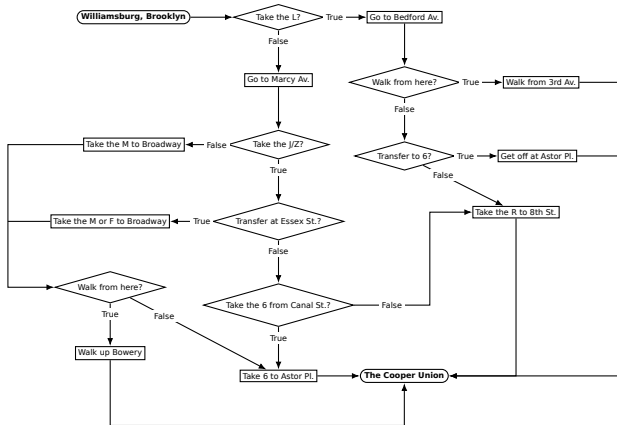 Williamsburg, Brooklyn
Take the L?
True
Go to Bedford Av.
False
Go to Marcy Av.
Walk from here?
True
Walk from 3rd Av.
False
Take the M to Broadway
False
Take the J/Z?
Transfer to 6?
True
Get off at Astor Pl.
True
False
Take the M or F to Broadway
True
Transfer at Essex St.?
Take the R to 8th St.
False
Walk from here?
Take the 6 from Canal St.?
False
True
False
True
Walk up Bowery
Take 6 to Astor Pl.
The Cooper Union